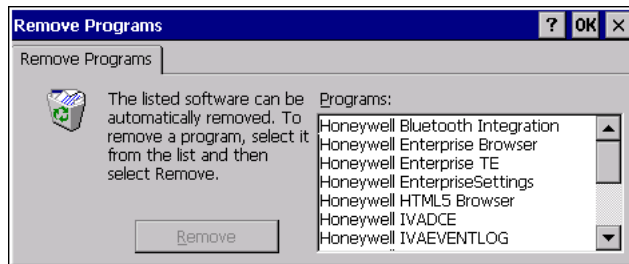 Remove Programs
? OK ×
Remove Programs
The listed software can be
automatically removed. To
remove a program, select it
from the list and then
select Remove.
Remove
Programs:
Honeywell Bluetooth Integration
Honeywell Enterprise Browser
Honeywell Enterprise TE
Honeywell EnterpriseSettings
Honeywell HTML5 Browser
Honeywell IVADCE
Honeywell IVAEVENTLOG